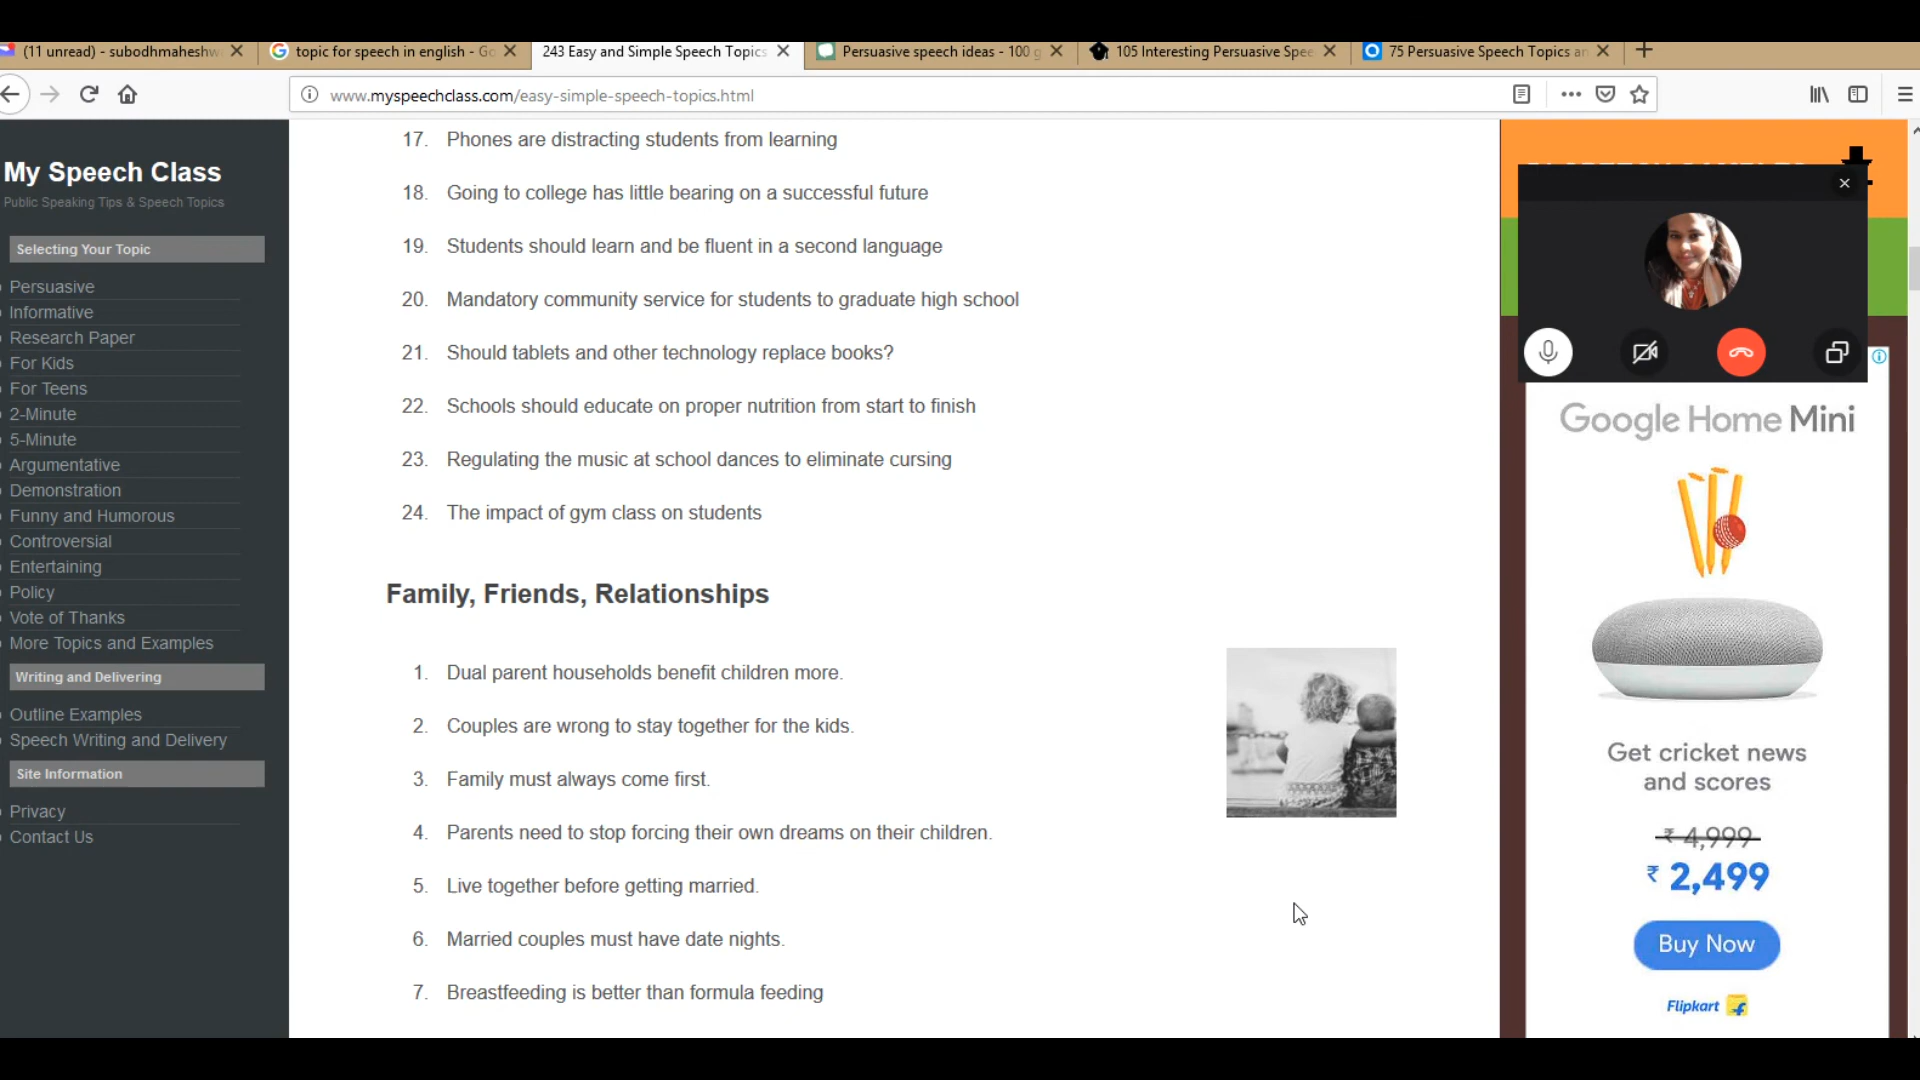 (11 unread) - subodhmaheshw
topic for speech in english - Go
243 Easy and Simple Speech Topics
Persuasive speech ideas - 100 g
105 Interesting Persuasive Spee
75 Persuasive Speech Topics an
www.myspeechclass.com/easy-simple-speech-topics.html
My Speech Class
Public Speaking Tips & Speech Topics
Selecting Your Topic
Persuasive
Informative
Research Paper
For Kids
For Teens
2-Minute
5-Minute
Argumentative
Demonstration
Funny and Humorous
Controversial
Entertaining
Policy
Vote of Thanks
More Topics and Examples
Writing and Delivering
Outline Examples
Speech Writing and Delivery
Site Information
Privacy
Contact Us
17. Phones are distracting students from learning
18. Going to college has little bearing on a successful future
19. Students should learn and be fluent in a second language
20. Mandatory community service for students to graduate high school
21. Should tablets and other technology replace books?
22. Schools should educate on proper nutrition from start to finish
23. Regulating the music at school dances to eliminate cursing
24. The impact of gym class on students
Family, Friends, Relationships
1. Dual parent households benefit children more.
2. Couples are wrong to stay together for the kids.
3. Family must always come first.
4. Parents need to stop forcing their own dreams on their children.
5. Live together before getting married.
6. Married couples must have date nights.
7. Breastfeeding is better than formula feeding
Google Home Mini
Get cricket news
and scores
₹ 4,999
₹ 2,499
Buy Now
Flipkart